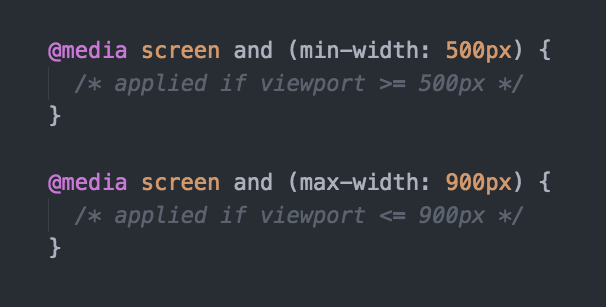 @media screen and (min-width: 500px) {
  /* applied if viewport >= 500px */
}

@media screen and (max-width: 900px) {
  /* applied if viewport <= 900px */
}